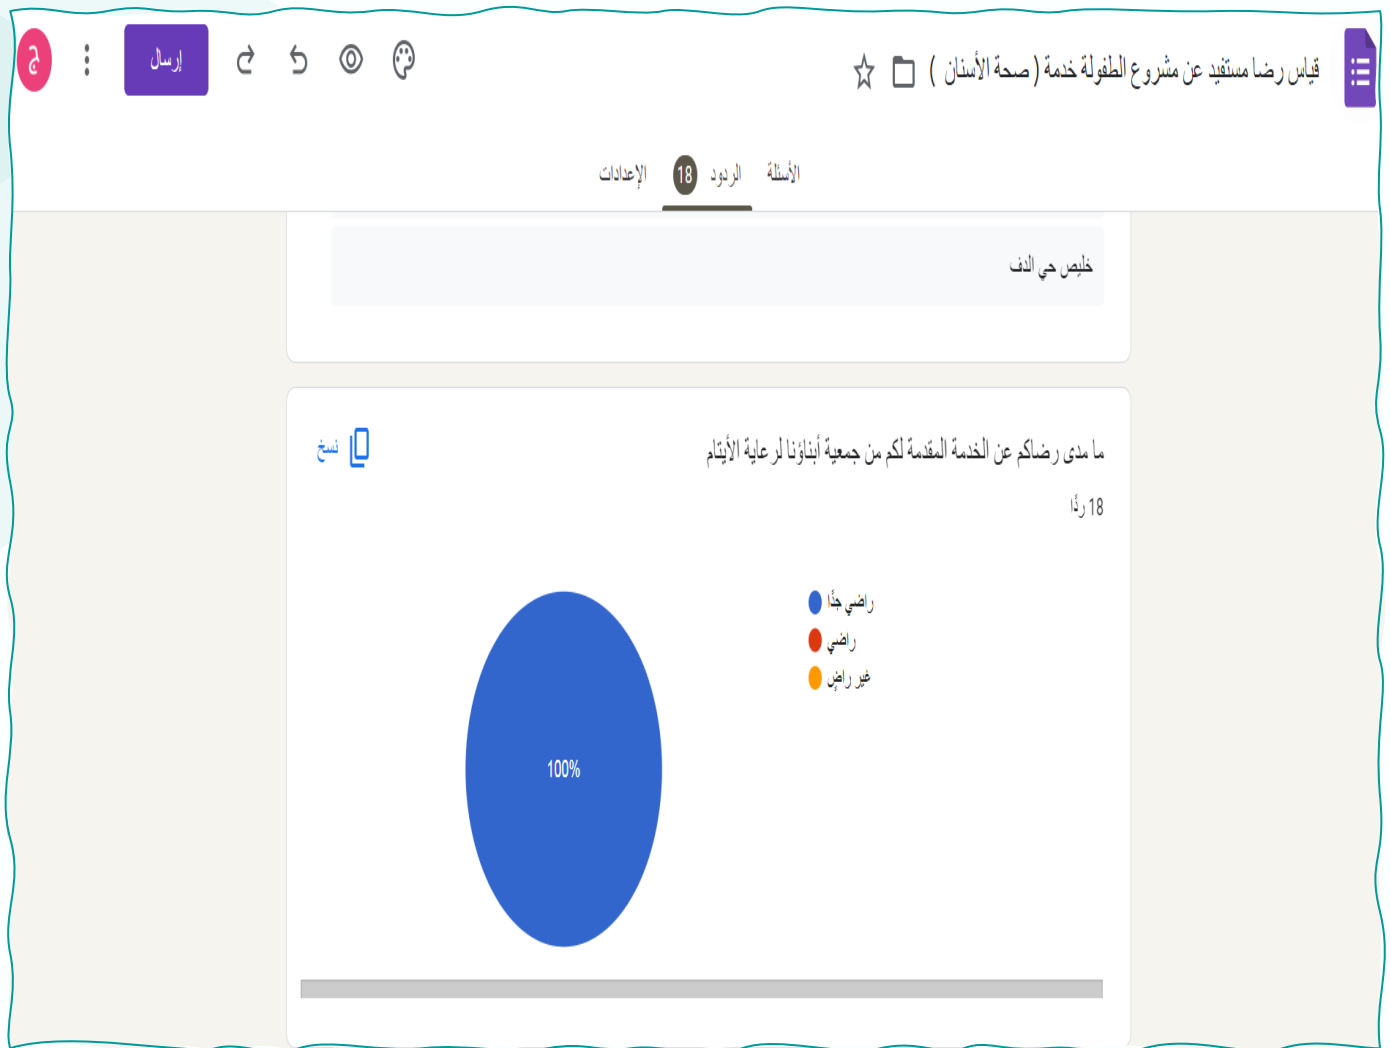 قياس رضا مستفيد عن مشروع الطفولة خدمة ( صحة الأسنان )
إرسال
ج
الأسئلة
الردود 18
الإعدادات
خليص حي الدف
ما مدى رضاكم عن الخدمة المقدمة لكم من جمعية أبناؤنا لرعاية الأيتام
نسخ
18 ردًا
راضي جدًا
راضي
غير راضٍ
100%